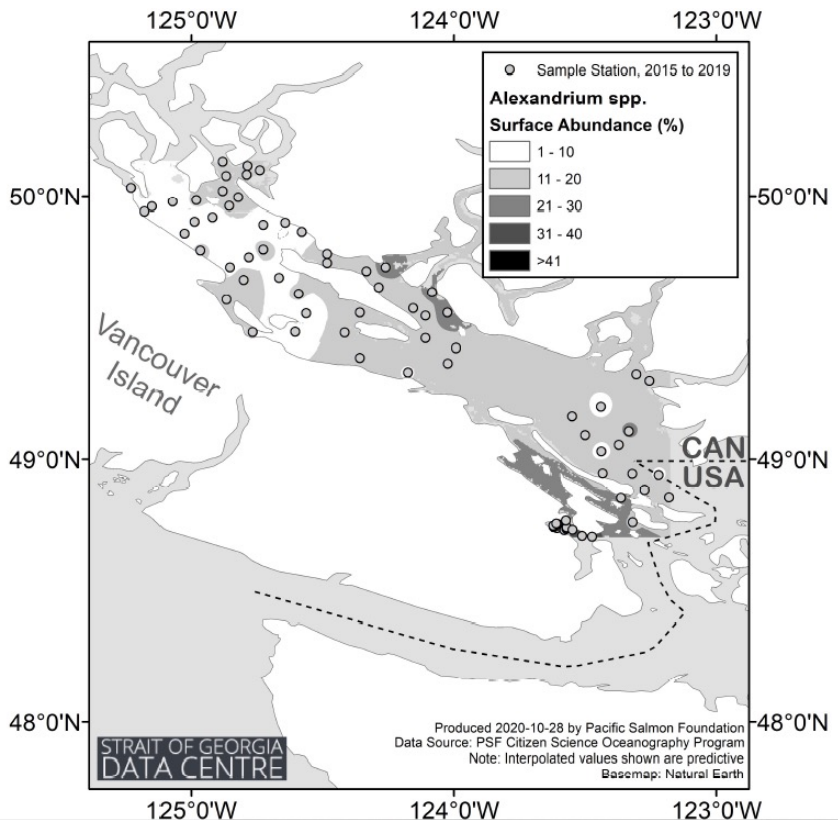 125°0'W 124°0'W 123°0'W
Sample Station, 2015 to 2019
Alexandrium spp.
Surface Abundance (%)
1 - 10
11 - 20
21 - 30
31 - 40
>41
50°0'N 50°0'N
Vancouver
Island
49°0'N 49°0'N
CAN
USA
48°0'N 48°0'N
STRAIT OF GEORGIA
DATA CENTRE
Produced 2020-10-28 by Pacific Salmon Foundation
Data Source: PSF Citizen Science Oceanography Program
Note: Interpolated values shown are predictive
Basemap: Natural Earth
125°0'W 124°0'W 123°0'W